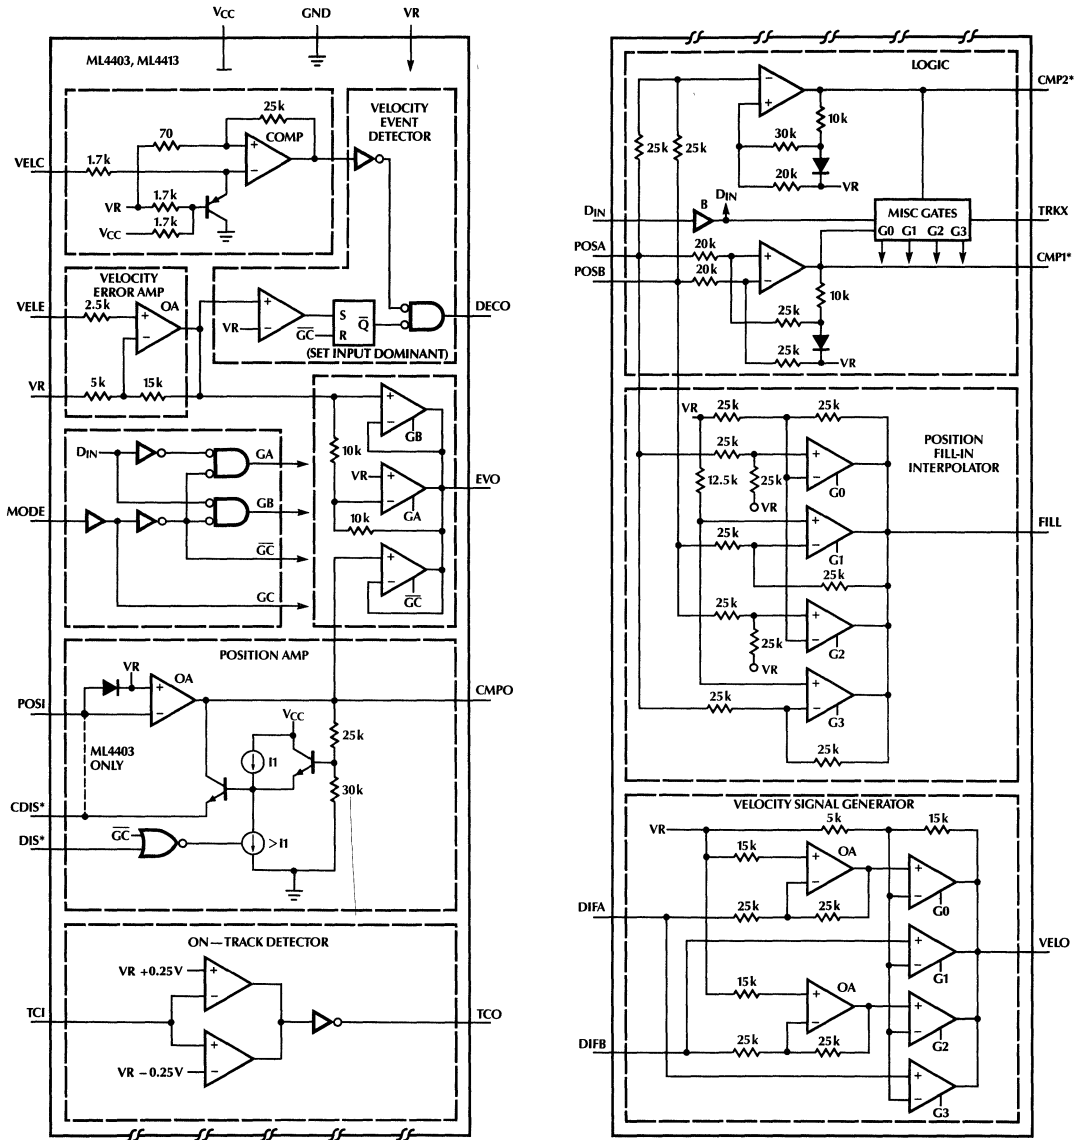 VCC GND VR
ML4403, ML4413
25k
VELOCITY
EVENT
DETECTOR
70
COMP
+
−
VELC
1.7k
VR
1.7k
1.7k
VCC
VELOCITY
ERROR AMP
VELE
2.5k
OA
+
−
+
−
VR
GC
S
R
Q
DECO
(SET INPUT DOMINANT)
VR
5k
15k
+
−
GB
10k
DIN
GA
VR
+
−
GA
EVO
MODE
GB
10k
GC
+
−
GC
GC
POSITION AMP
VR
OA
+
−
POSI
CMPO
VCC
25k
ML4403
ONLY
I1
30k
CDIS*
GC
DIS*
>I1
ON—TRACK DETECTOR
VR +0.25V
+
−
TCI
TCO
+
−
VR −0.25V
LOGIC
−
+
CMP2*
10k
25k
25k
30k
20k
VR
DIN
B
DIN
MISC GATES
G0 G1 G2 G3
TRKX
POSA
20k
+
−
CMP1*
POSB
20k
10k
25k
25k
VR
VR
25k
25k
POSITION
FILL-IN
INTERPOLATOR
25k
+
−
G0
12.5k
25k
VR
+
−
G1
25k
25k
FILL
25k
+
−
G2
25k
VR
+
−
G3
25k
25k
VELOCITY SIGNAL GENERATOR
VR
5k
15k
15k
OA
+
−
+
−
G0
DIFA
25k
25k
+
−
G1
VELO
15k
OA
+
−
+
−
G2
DIFB
25k
25k
+
−
G3